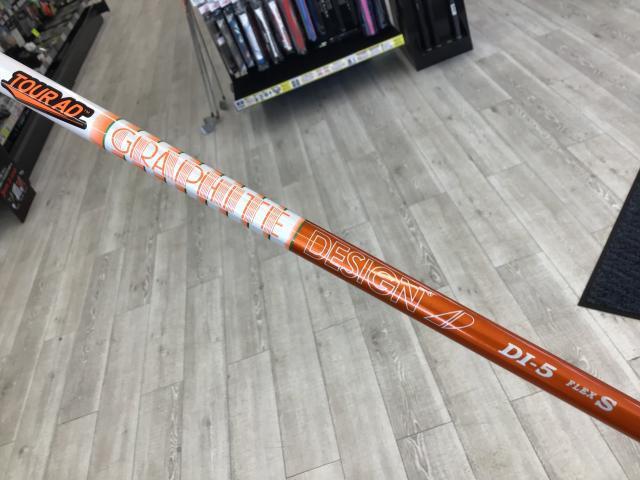 TOUR AD
GRAPHITE DESIGN AD
DI-5 FLEX S